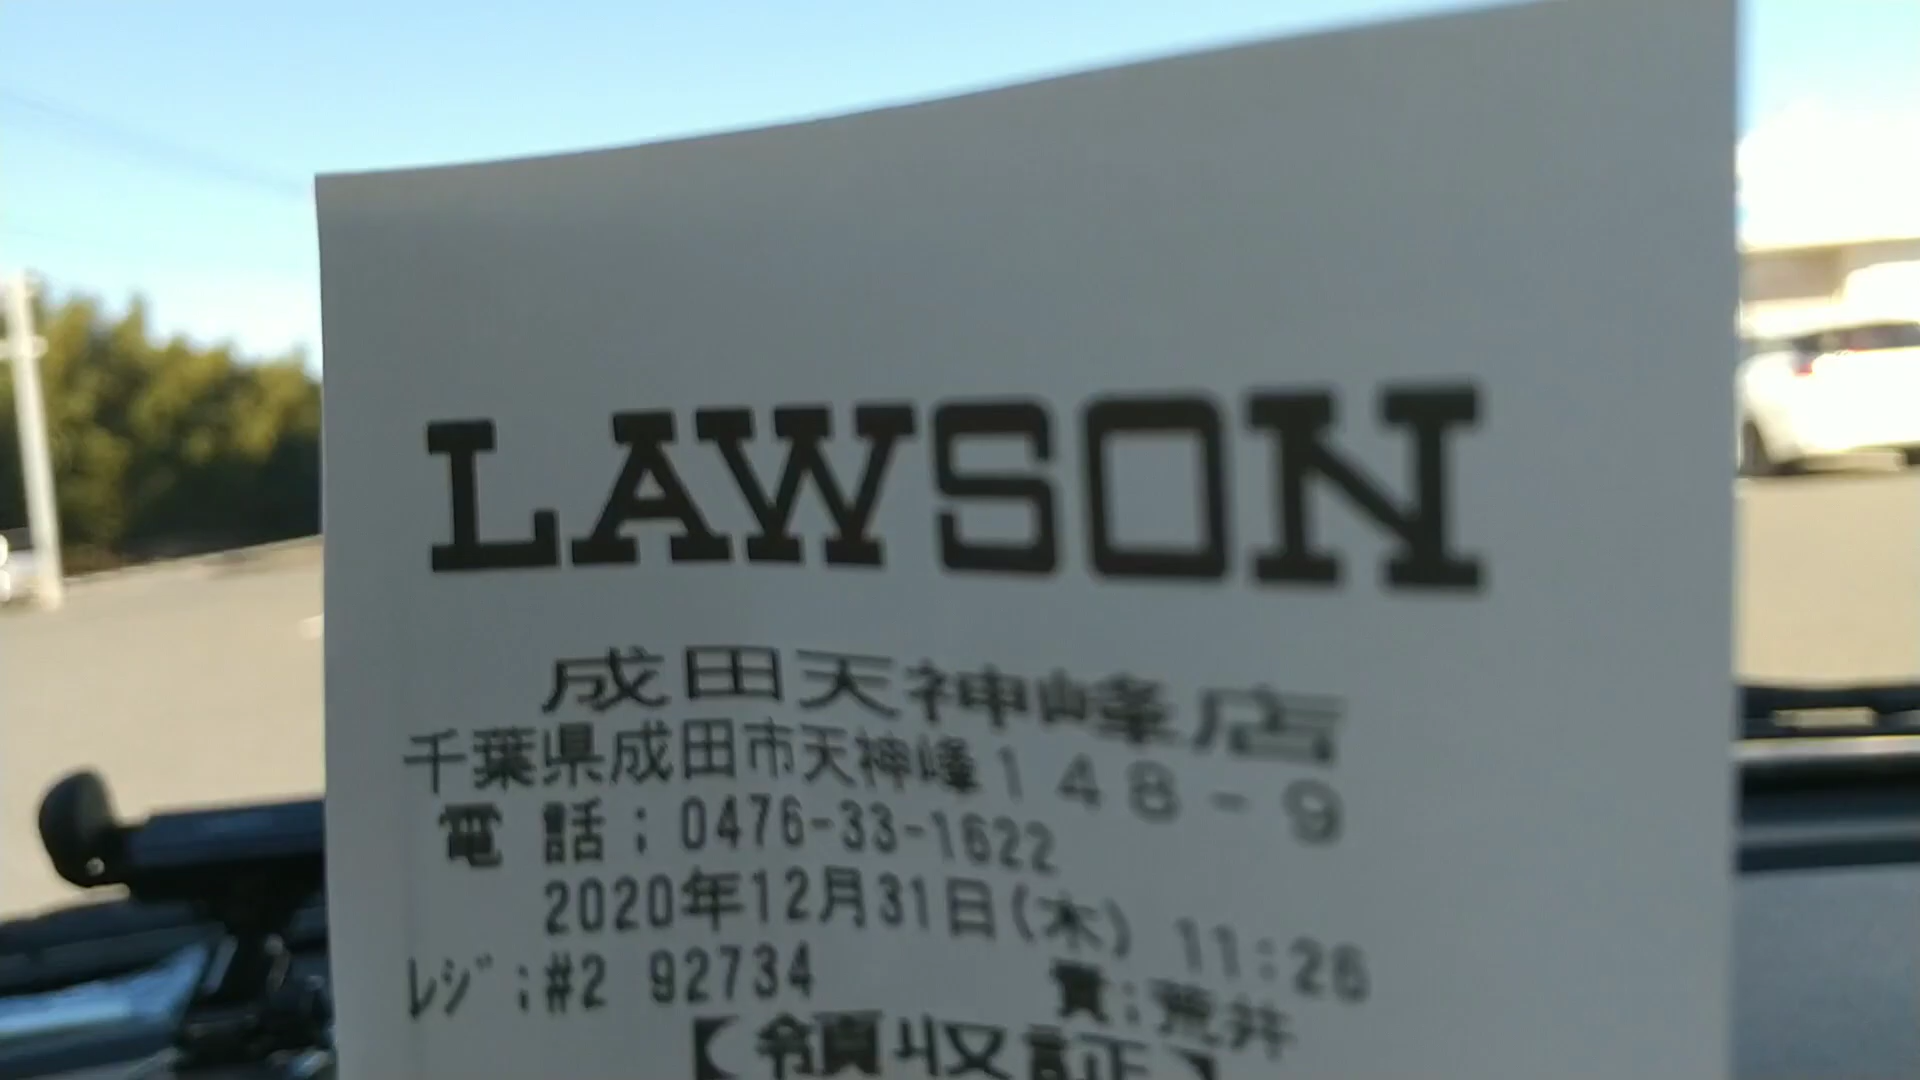 LAWSON
成田天神峰店
千葉県成田市天神峰148-9
電話:0476-33-1622
2020年12月31日(木) 11:26
レジ:#2 92734 責:荒井
【領収証】